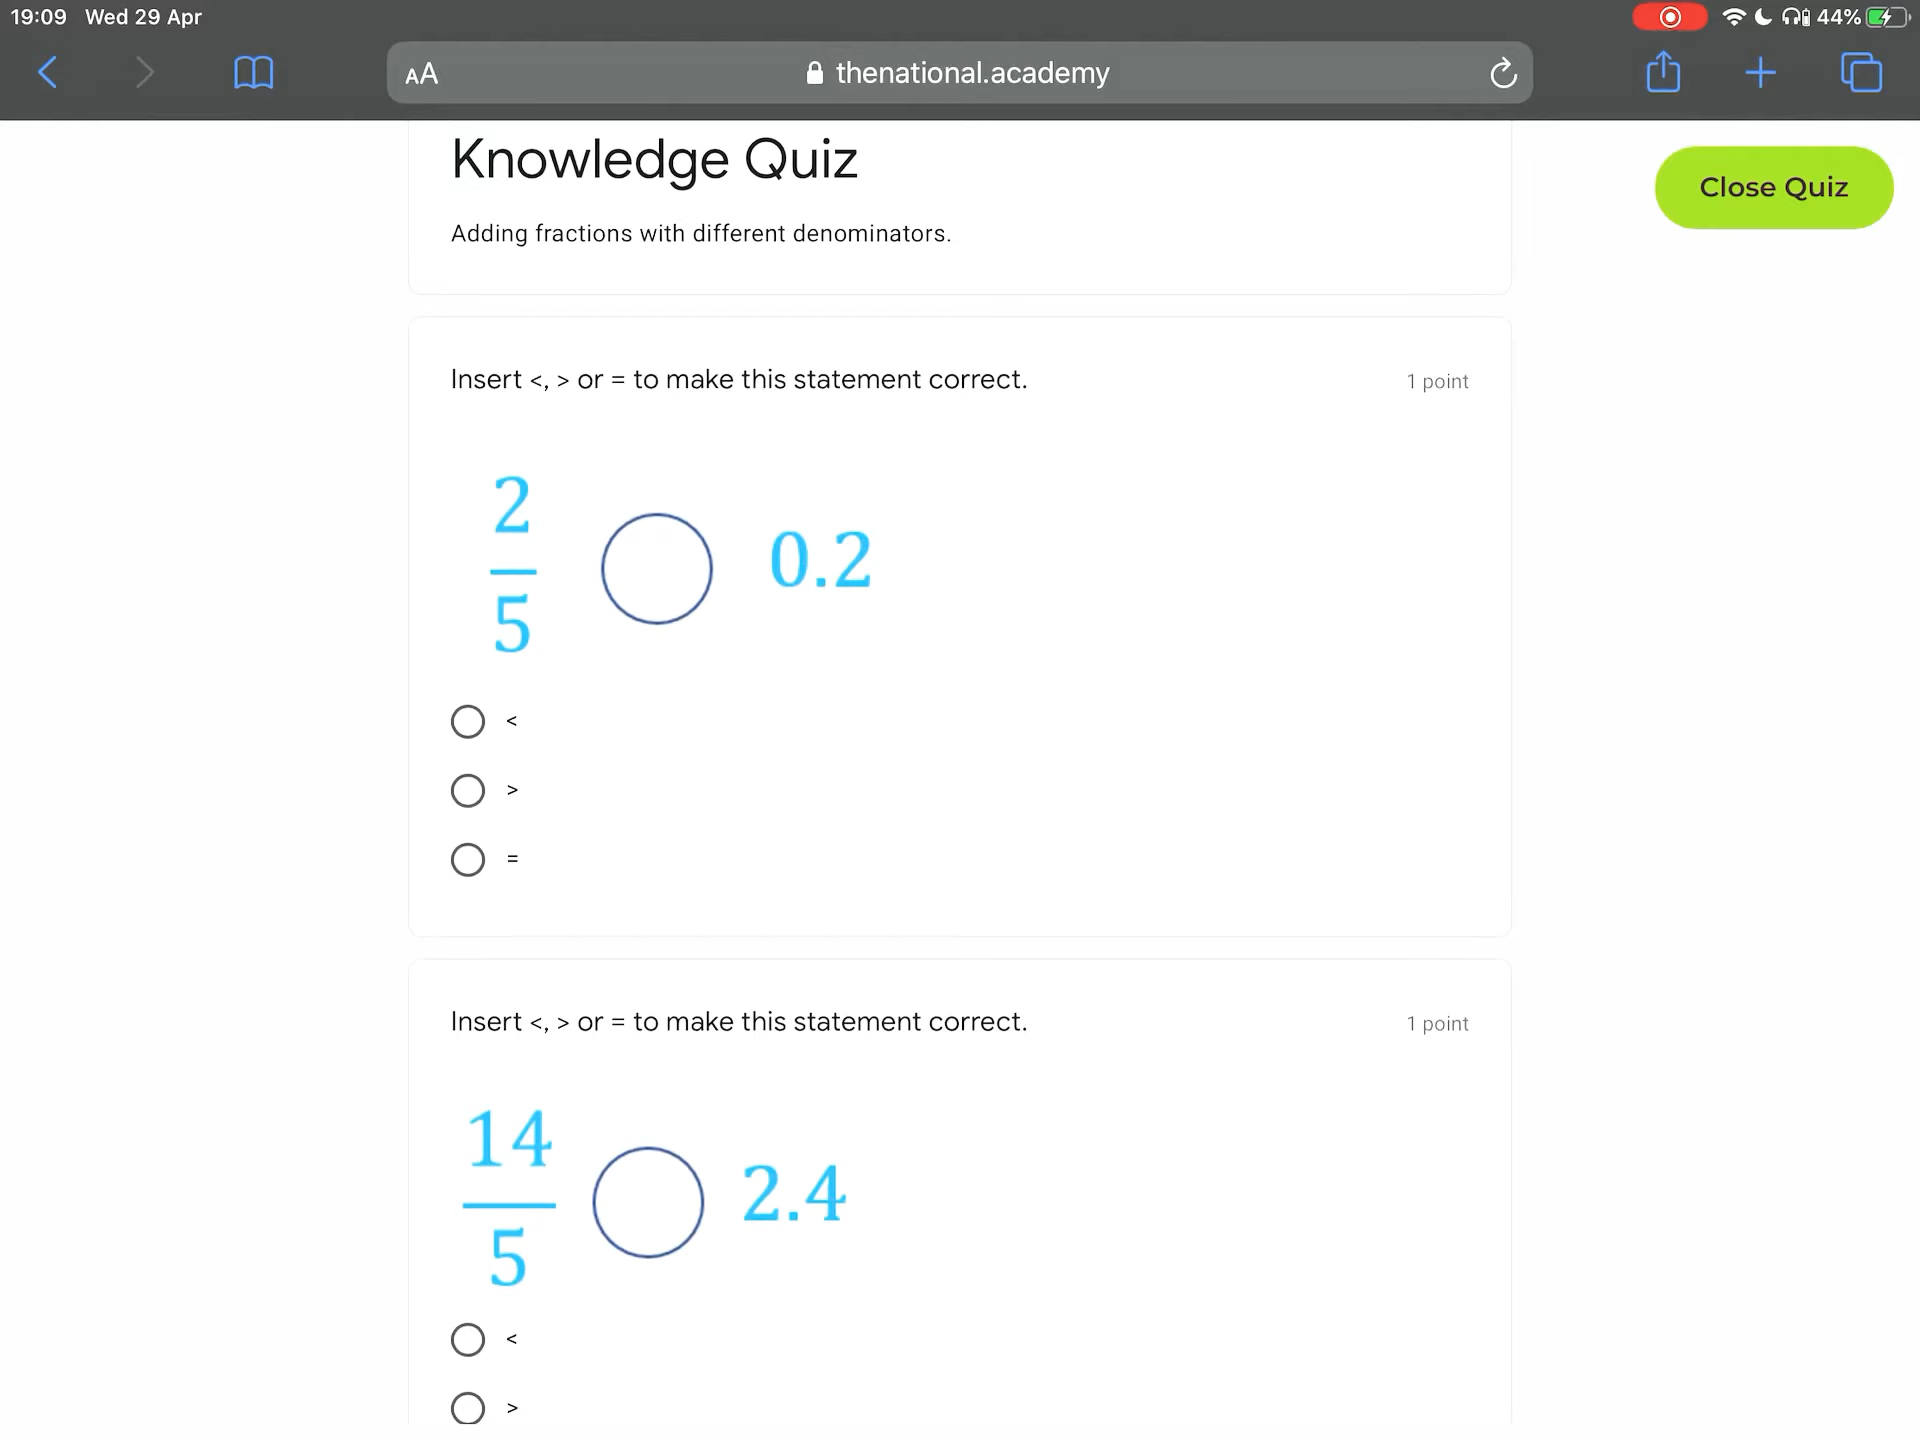 19:09 Wed 29 Apr
44%
AA thenational.academy
Knowledge Quiz
Close Quiz
Adding fractions with different denominators.
Insert <, > or = to make this statement correct.
1 point
2
5
0.2
<
>
=
Insert <, > or = to make this statement correct.
1 point
14
5
2.4
<
>